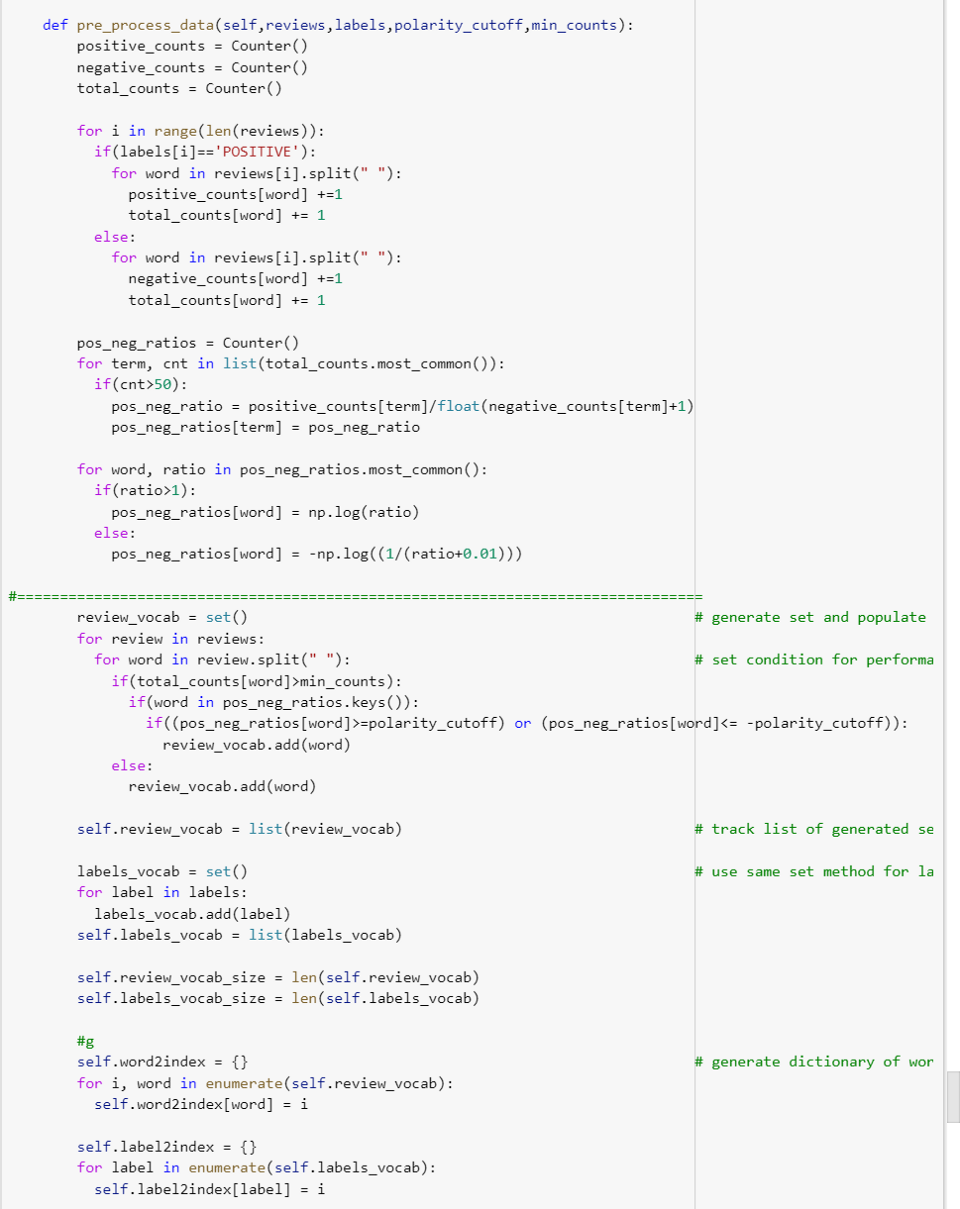 def pre_process_data(self,reviews,labels,polarity_cutoff,min_counts):
positive_counts = Counter()
negative_counts = Counter()
total_counts = Counter()
for i in range(len(reviews)):
if(labels[i]=='POSITIVE'):
for word in reviews[i].split(" "):
positive_counts[word] +=1
total_counts[word] += 1
else:
for word in reviews[i].split(" "):
negative_counts[word] +=1
total_counts[word] += 1
pos_neg_ratios = Counter()
for term, cnt in list(total_counts.most_common()):
if(cnt>50):
pos_neg_ratio = positive_counts[term]/float(negative_counts[term]+1)
pos_neg_ratios[term] = pos_neg_ratio
for word, ratio in pos_neg_ratios.most_common():
if(ratio>1):
pos_neg_ratios[word] = np.log(ratio)
else:
pos_neg_ratios[word] = -np.log((1/(ratio+0.01)))
#================================================================================
review_vocab = set() # generate set and populate
for review in reviews:
for word in review.split(" "): # set condition for performa
if(total_counts[word]>min_counts):
if(word in pos_neg_ratios.keys()):
if((pos_neg_ratios[word]>=polarity_cutoff) or (pos_neg_ratios[word]<= -polarity_cutoff)):
review_vocab.add(word)
else:
review_vocab.add(word)
self.review_vocab = list(review_vocab) # track list of generated se
labels_vocab = set() # use same set method for la
for label in labels:
labels_vocab.add(label)
self.labels_vocab = list(labels_vocab)
self.review_vocab_size = len(self.review_vocab)
self.labels_vocab_size = len(self.labels_vocab)
#g
self.word2index = {} # generate dictionary of wor
for i, word in enumerate(self.review_vocab):
self.word2index[word] = i
self.label2index = {}
for label in enumerate(self.labels_vocab):
self.label2index[label] = i